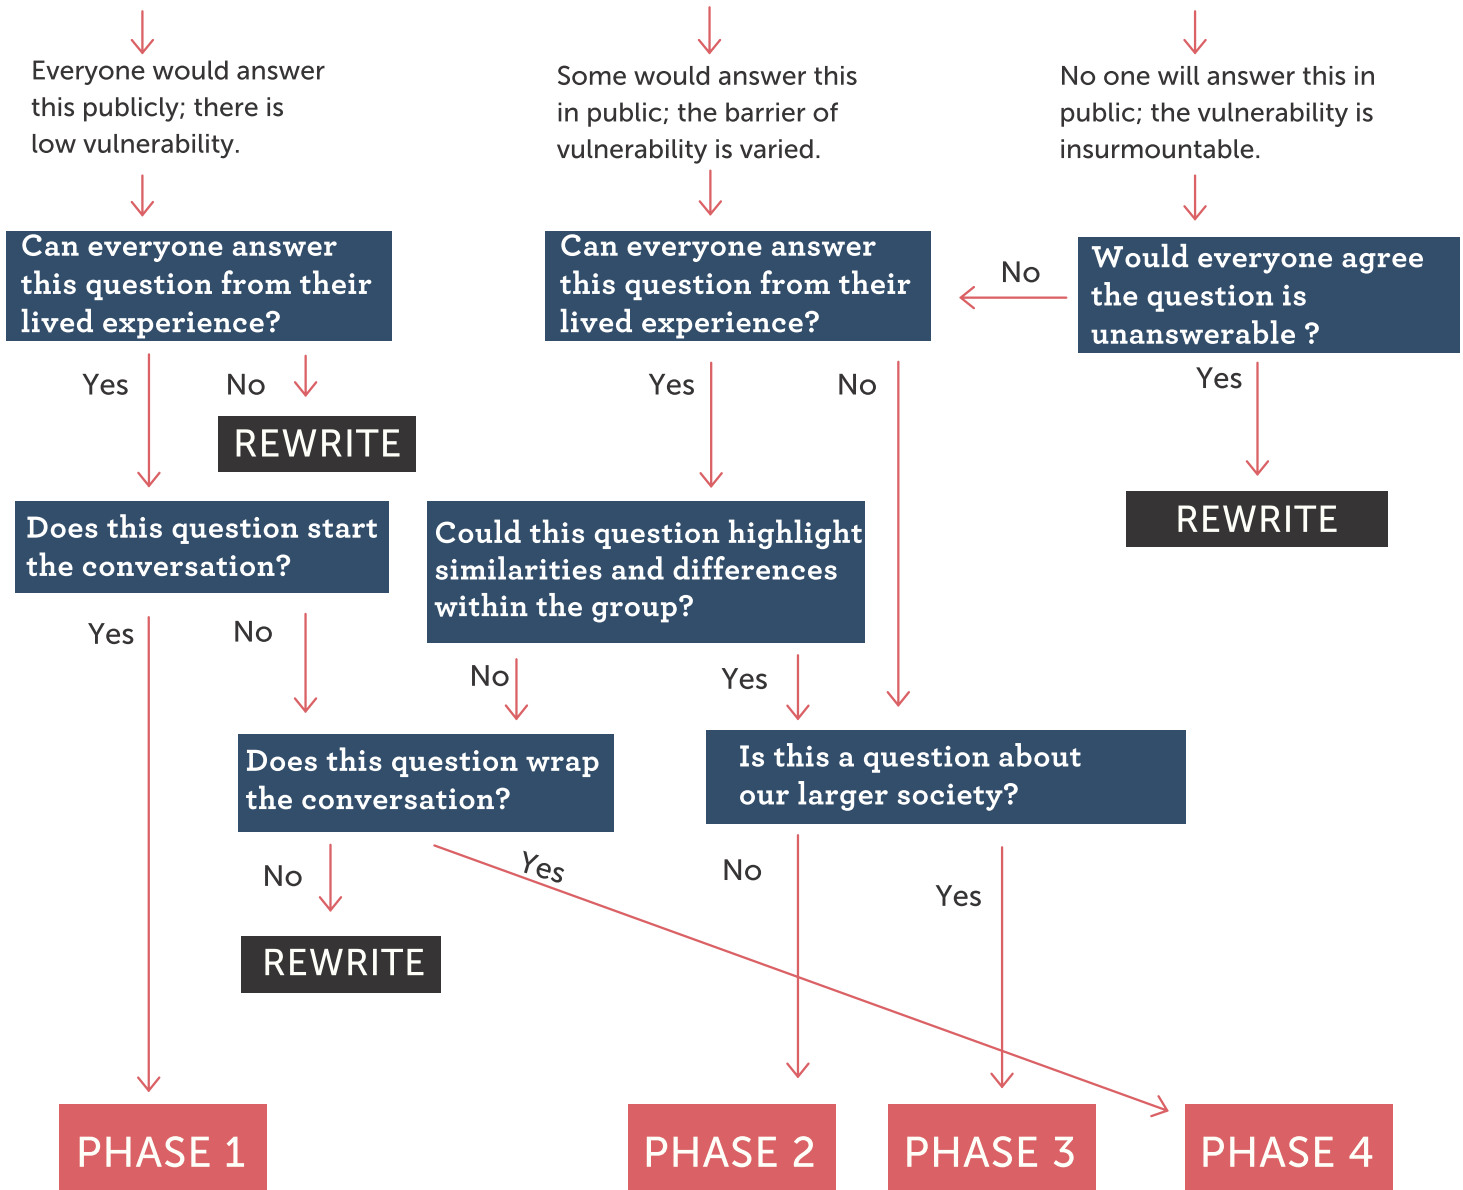 Everyone would answer
this publicly; there is
low vulnerability.
Some would answer this
in public; the barrier of
vulnerability is varied.
No one will answer this in
public; the vulnerability is
insurmountable.
Can everyone answer
this question from their
lived experience?
Can everyone answer
this question from their
lived experience?
No
Would everyone agree
the question is
unanswerable ?
Yes
No
REWRITE
Yes
No
Yes
REWRITE
Does this question start
the conversation?
Could this question highlight
similarities and differences
within the group?
Yes
No
No
Yes
Does this question wrap
the conversation?
Is this a question about
our larger society?
No
Yes
No
Yes
REWRITE
PHASE 1
PHASE 2
PHASE 3
PHASE 4